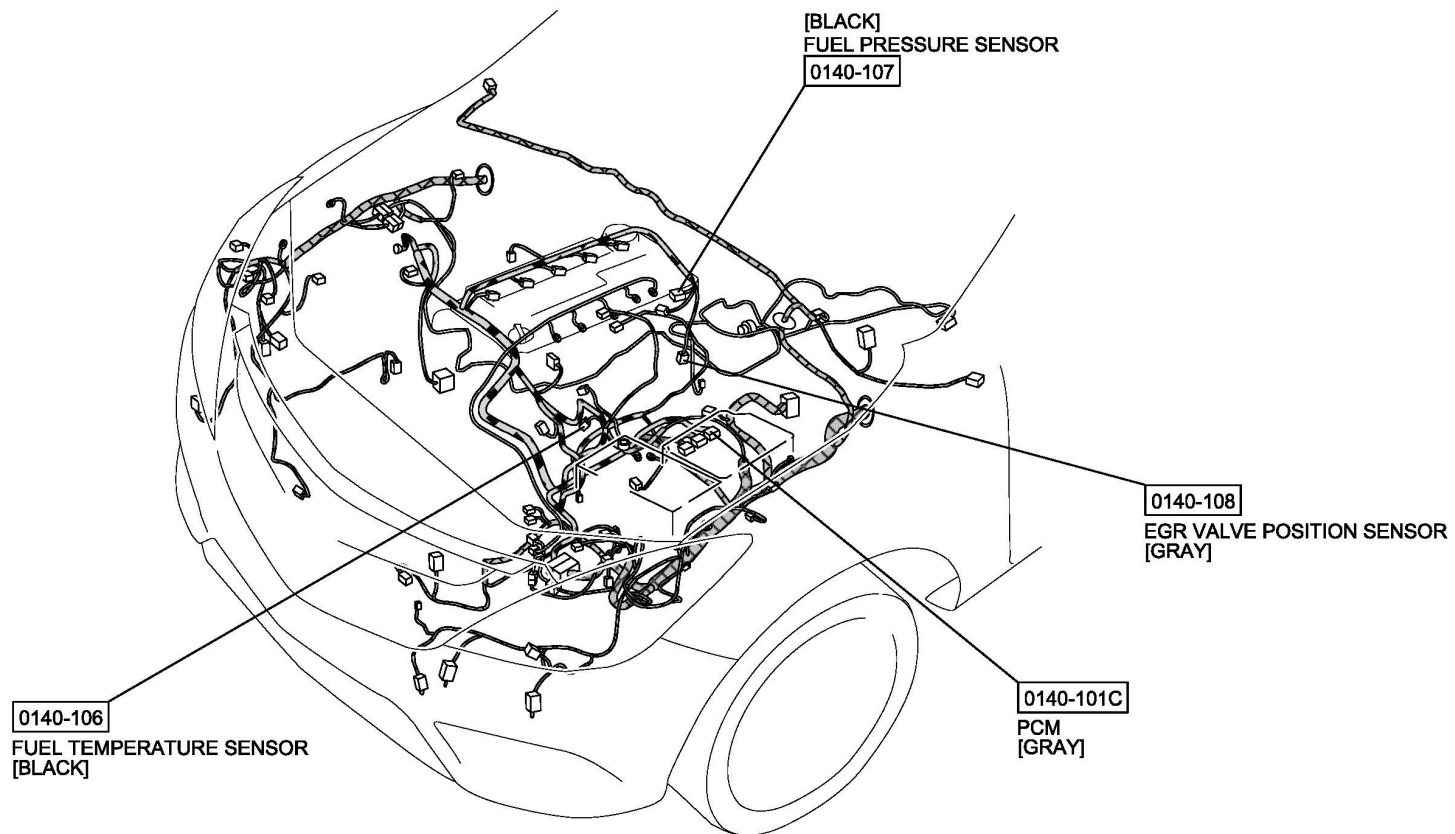 [BLACK]
FUEL PRESSURE SENSOR
0140-107
0140-108
EGR VALVE POSITION SENSOR
[GRAY]
0140-101C
PCM
[GRAY]
0140-106
FUEL TEMPERATURE SENSOR
[BLACK]